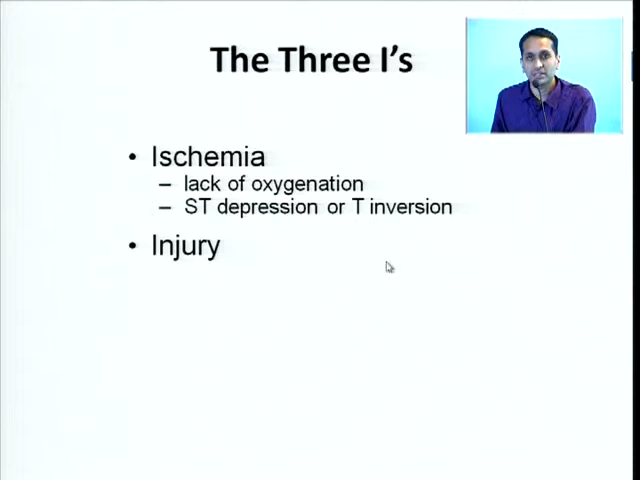 The Three I's
• Ischemia
– lack of oxygenation
– ST depression or T inversion
• Injury